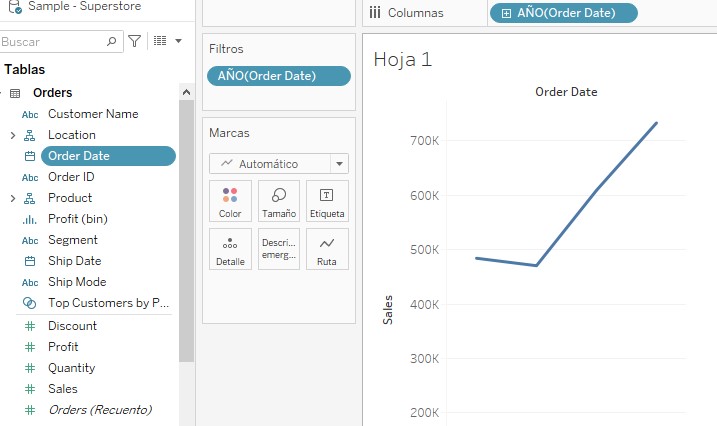 Sample - Superstore
Buscar
Tablas
Orders
Abc Customer Name
Location
Order Date
Abc Order ID
Product
Profit (bin)
Abc Segment
Ship Date
Abc Ship Mode
Top Customers by P...
# Discount
# Profit
# Quantity
# Sales
# Orders (Recuento)
Filtros
AÑO(Order Date)
Marcas
Automático
Color
Tamaño
T
Etiqueta
Detalle
Descri...
emerg...
Ruta
Columnas
AÑO(Order Date)
Hoja 1
Order Date
700K
600K
500K
400K
300K
200K
Sales